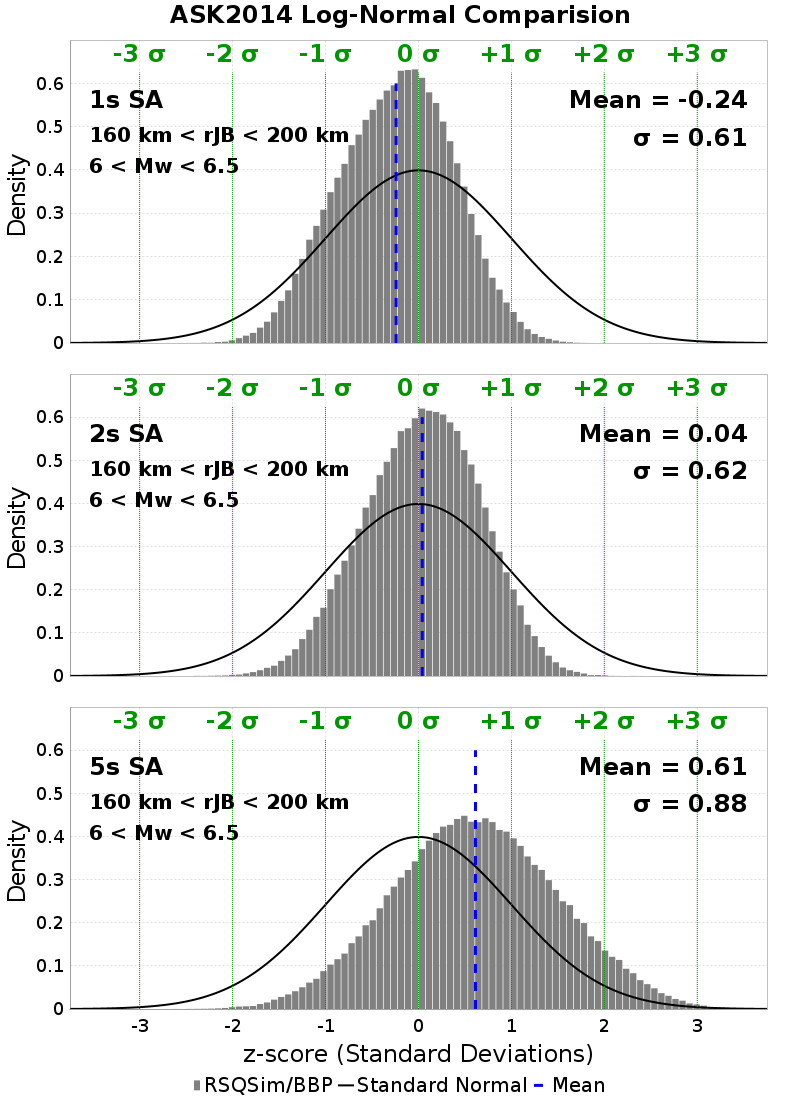 ASK2014 Log-Normal Comparision
-3 σ -2 σ -1 σ 0 σ +1 σ +2 σ +3 σ
1s SA
160 km < rJB < 200 km
6 < Mw < 6.5
Mean = -0.24
σ = 0.61
Density
0.6
0.5
0.4
0.3
0.2
0.1
0
-3 σ -2 σ -1 σ 0 σ +1 σ +2 σ +3 σ
2s SA
160 km < rJB < 200 km
6 < Mw < 6.5
Mean = 0.04
σ = 0.62
Density
0.6
0.5
0.4
0.3
0.2
0.1
0
-3 σ -2 σ -1 σ 0 σ +1 σ +2 σ +3 σ
5s SA
160 km < rJB < 200 km
6 < Mw < 6.5
Mean = 0.61
σ = 0.88
Density
0.6
0.5
0.4
0.3
0.2
0.1
0
-3 -2 -1 0 1 2 3
z-score (Standard Deviations)
RSQSim/BBP Standard Normal Mean